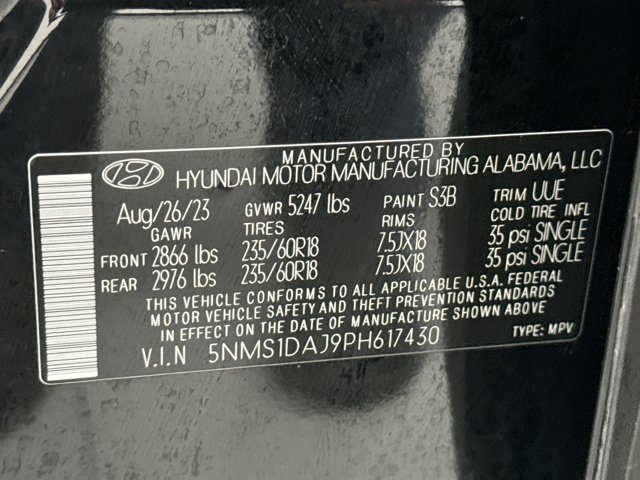 MANUFACTURED BY
HYUNDAI MOTOR MANUFACTURING ALABAMA, LLC
Aug/26/23 GVWR 5247 lbs PAINT S3B TRIM UUE
GAWR TIRES RIMS COLD TIRE INFL
FRONT 2866 lbs 235/60R18 7.5JX18 35 psi SINGLE
REAR 2976 lbs 235/60R18 7.5JX18 35 psi SINGLE
THIS VEHICLE CONFORMS TO ALL APPLICABLE U.S.A. FEDERAL
MOTOR VEHICLE SAFETY AND THEFT PREVENTION STANDARDS
IN EFFECT ON THE DATE OF MANUFACTURE SHOWN ABOVE
V.I.N 5NMS1DAJ9PH617430 TYPE: MPV